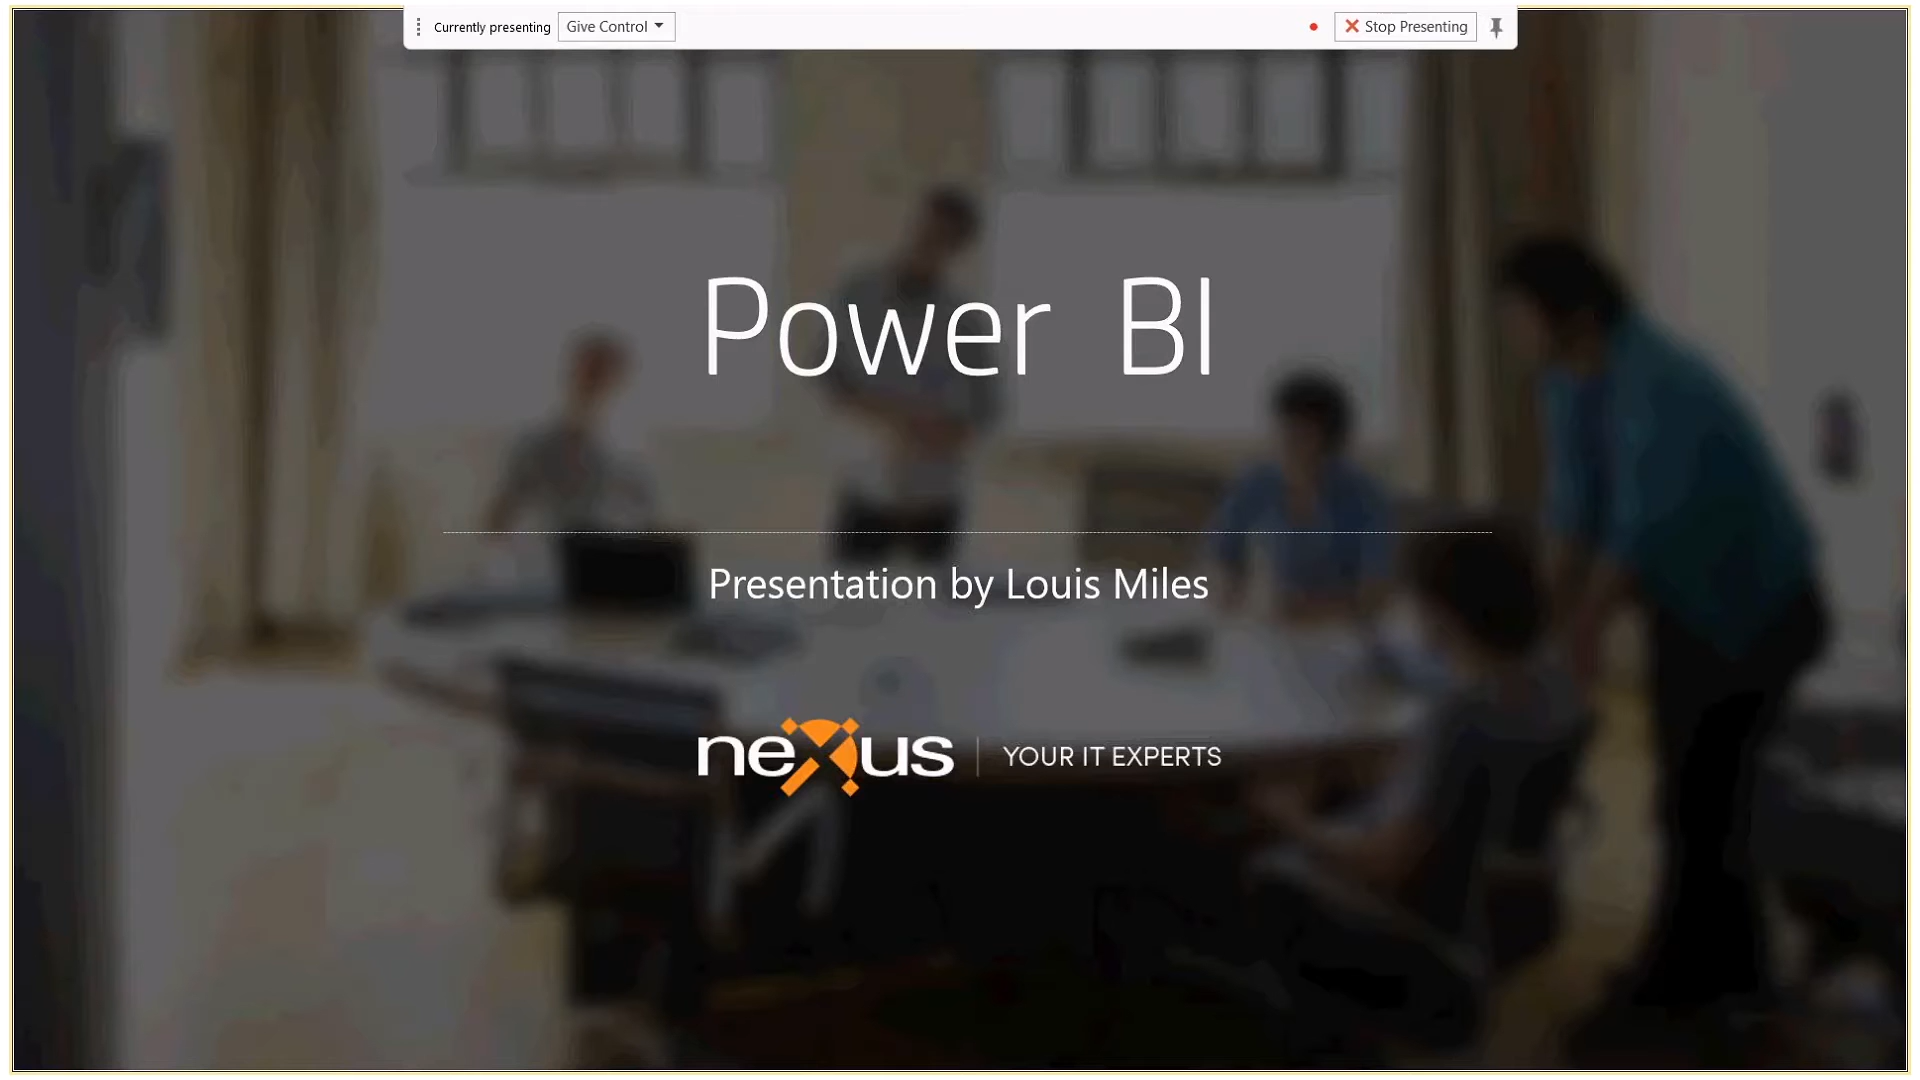 Currently presenting Give Control Stop Presenting
Power BI
Presentation by Louis Miles
nexus | YOUR IT EXPERTS